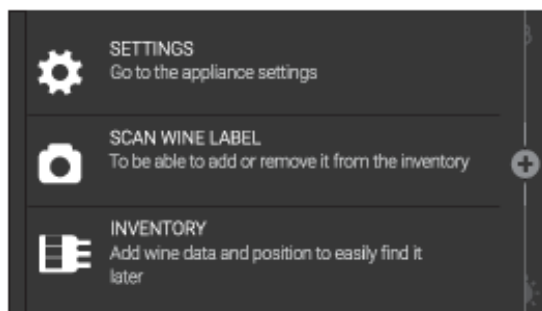 SETTINGS
Go to the appliance settings
SCAN WINE LABEL
To be able to add or remove it from the inventory
INVENTORY
Add wine data and position to easily find it
later